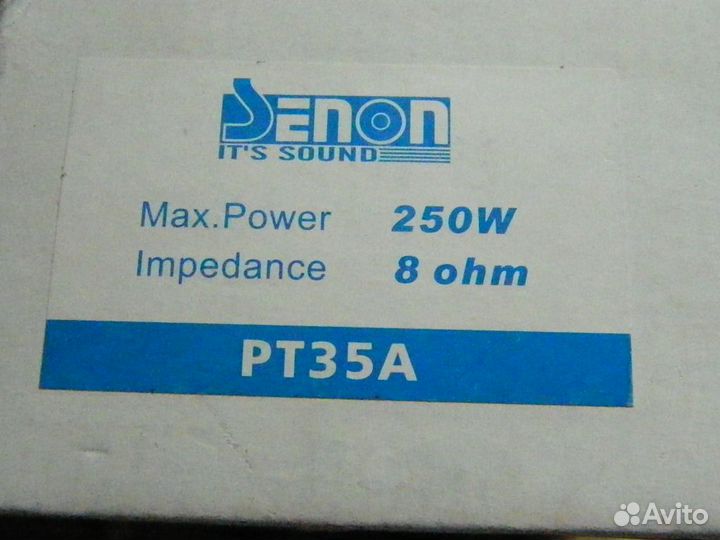 SENON
IT'S SOUND
Max.Power 250W
Impedance 8 ohm
PT35A
Avito